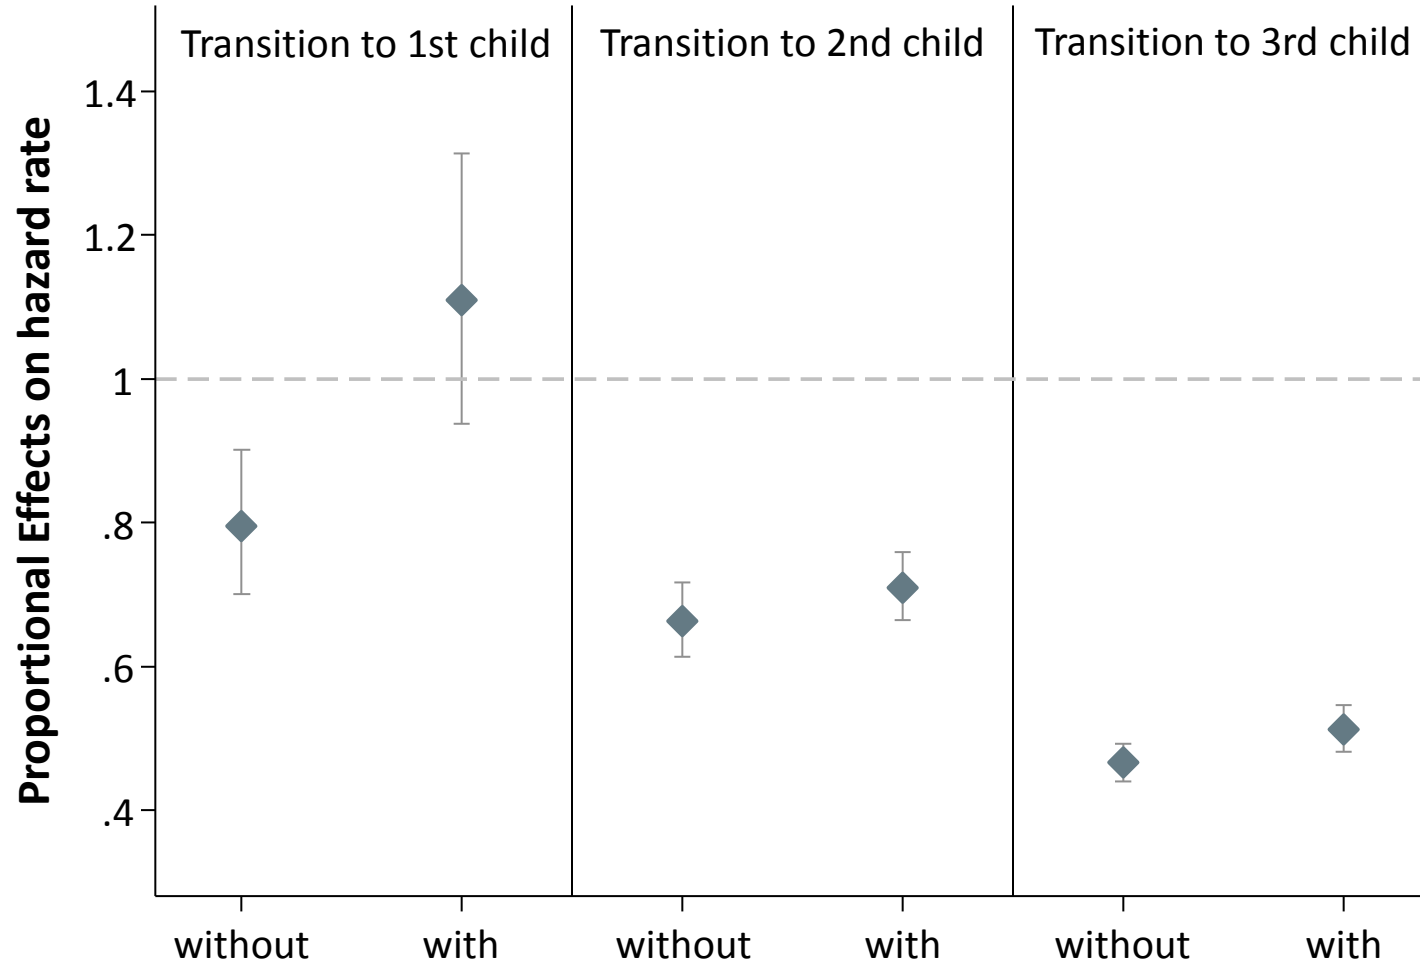 Transition to 1st child
Transition to 2nd child
Transition to 3rd child
Proportional Effects on hazard rate
1.4
1.2
1
.8
.6
.4
without
with
without
with
without
with